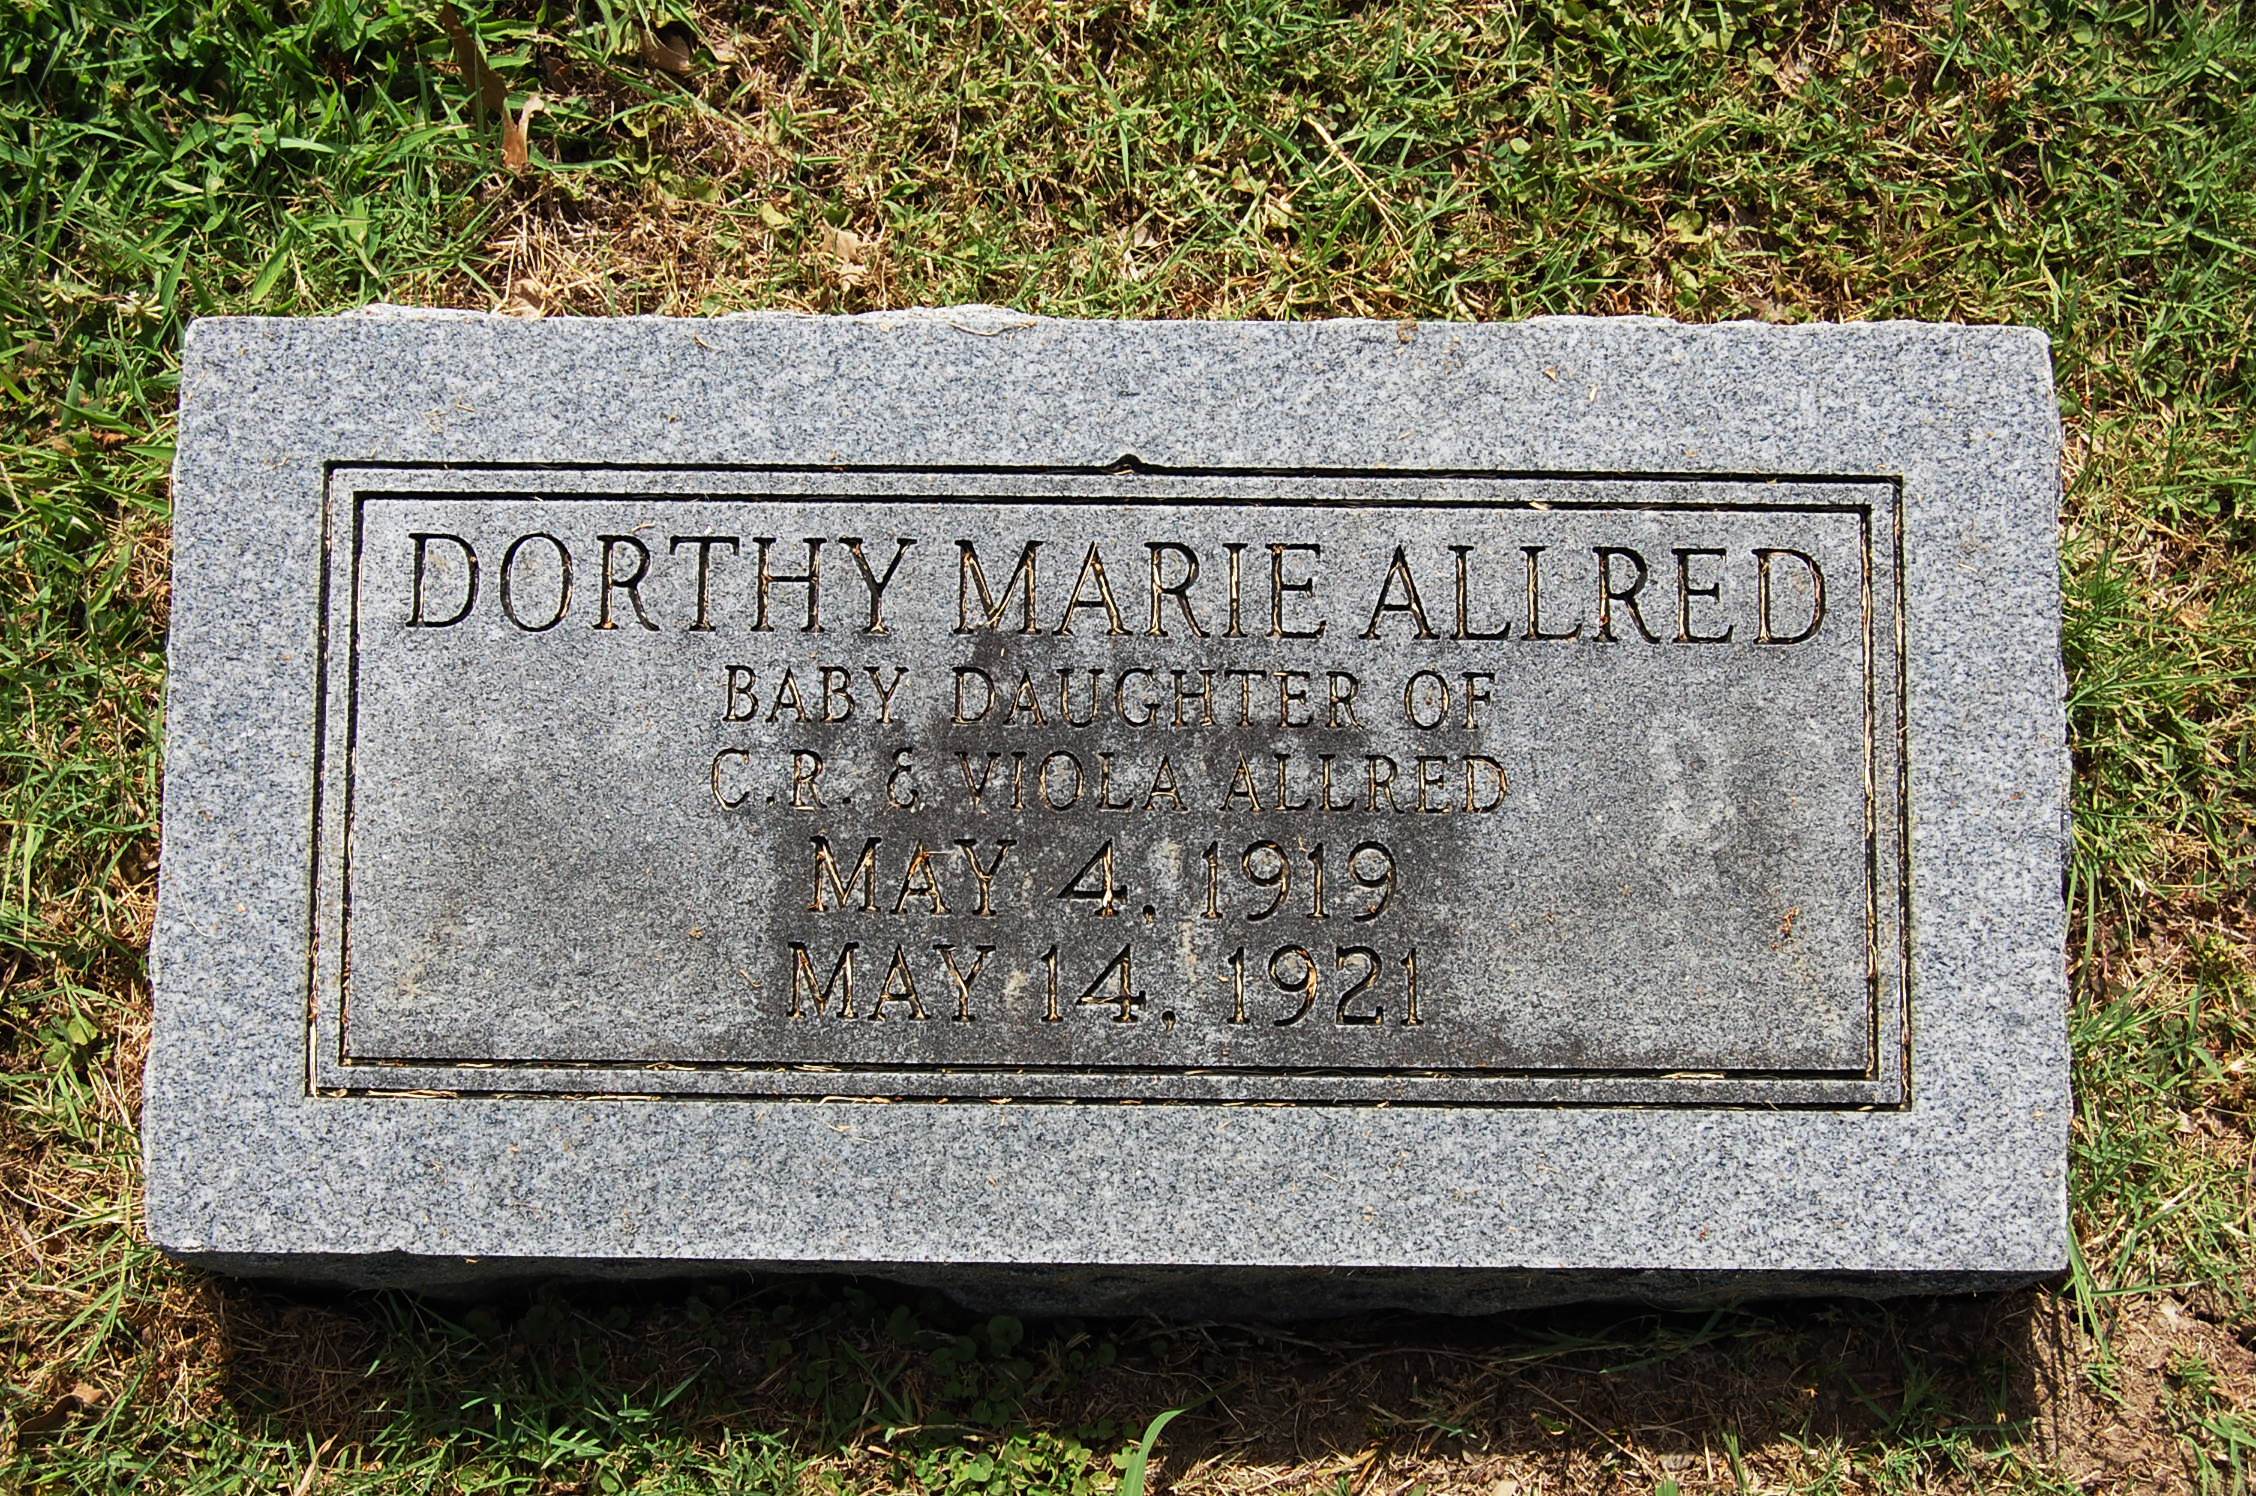 DORTHY MARIE ALLRED
BABY DAUGHTER OF
C.R. & VIOLA ALLRED
MAY 4, 1919
MAY 14, 1921